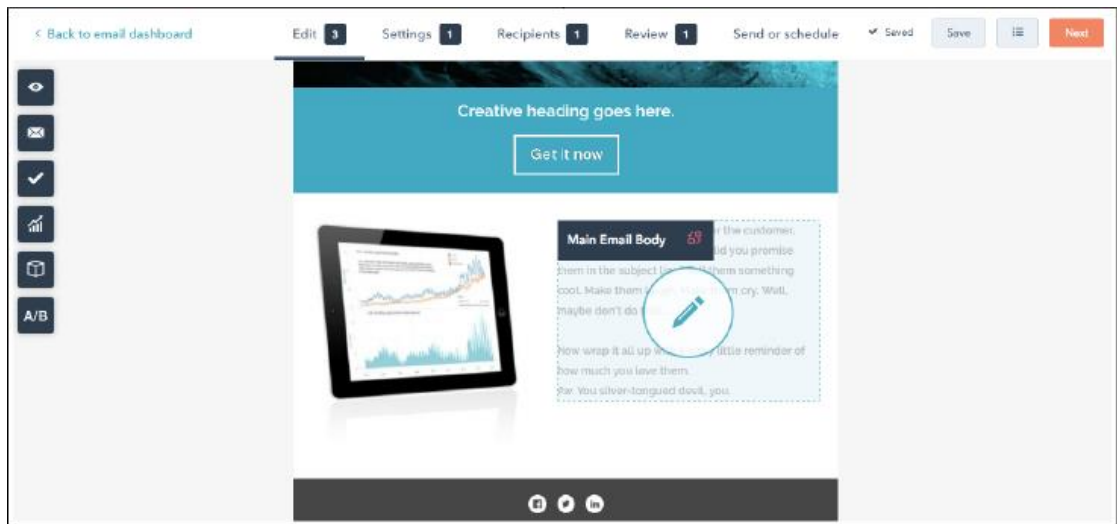 Back to email dashboard
Edit 3
Settings 1
Recipients 1
Review 1
Send or schedule
Saved
Save
Next
A/B
Creative heading goes here.
Get it now
Main Email Body
the customer.
did you promise
them in the subject something
cool. Make them cry. Well,
maybe don't do
Now wrap it all up little reminder of
how much you love them.
Aw. You silver-tongued devil, you.